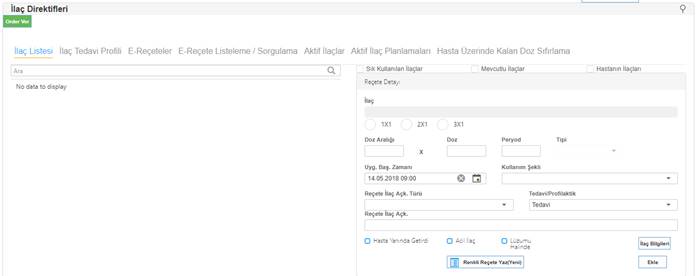 İlaç Direktifleri
Order Ver
İlaç Listesi İlaç Tedavi Profili E-Reçeteler E-Reçete Listeleme / Sorgulama Aktif İlaçlar Aktif İlaç Planlamaları Hasta Üzerinde Kalan Doz Sıfırlama
Ara
No data to display
Sık Kullanılan İlaçlar Mevcutlu İlaçlar Hastanın İlaçları
Reçete Detayı
İlaç
1X1 2X1 3X1
Doz Aralığı Doz Peryod Tipi
x
Uyg. Baş. Zamanı Kullanım Şekli
14.05.2018 09:00
Reçete İlaç Açk. Türü Tedavi/Profilaktik
Tedavi
Reçete İlaç Açk.
Hasta Yanında Getirdi Acil İlaç Lüzumu Halinde İlaç Bilgileri
Renkli Reçete Yaz(Yeni) Ekle